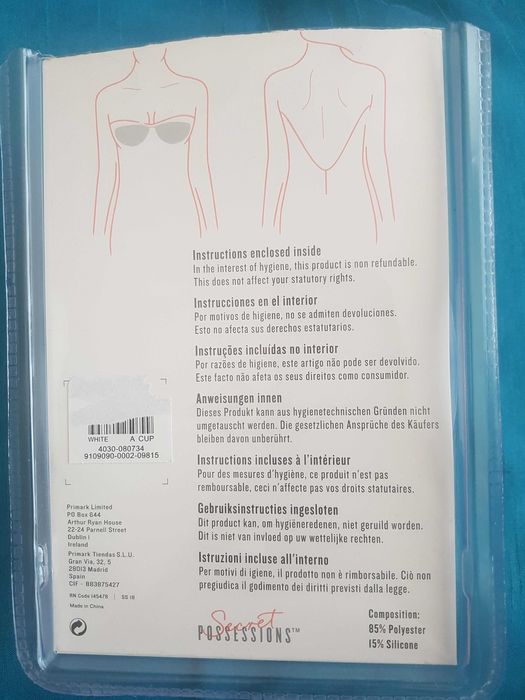 Instructions enclosed inside
In the interest of hygiene, this product is non refundable.
This does not affect your statutory rights.
Instrucciones en el interior
Por motivos de higiene, no se admiten devoluciones.
Esto no afecta sus derechos estatutarios.
Instruções incluídas no interior
Por razões de higiene, este artigo não pode ser devolvido.
Este facto não afeta os seus direitos como consumidor.
Anweisungen innen
Dieses Produkt kann aus hygienetechnischen Gründen nicht
umgetauscht werden. Die gesetzlichen Ansprüche des Käufers
bleiben davon unberührt.
Instructions incluses à l'intérieur
Pour des mesures d'hygiène, ce produit n'est pas
remboursable, ceci n'affecte pas vos droits statutaires.
Gebruiksinstructies ingesloten
Dit product kan, om hygiëneredenen, niet geruild worden.
Dit is niet van invloed op uw wettelijke rechten.
Istruzioni incluse all'interno
Per motivi di igiene, il prodotto non è rimborsabile. Ciò non
pregiudica il godimento dei diritti previsti dalla legge.
WHITE A CUP
4030-080734
9109090-0002-09815
Primark Limited
PO Box 644
Arthur Ryan House
22-24 Parnell Street
Dublin 1
Ireland
Primark Tiendas S.L.U.
Gran Via, 32, 5
28013 Madrid
Spain
CIF - B83875427
RN Code 145478 | SS 18
Made in China
Secret
POSSESSIONS™
Composition:
85% Polyester
15% Silicone